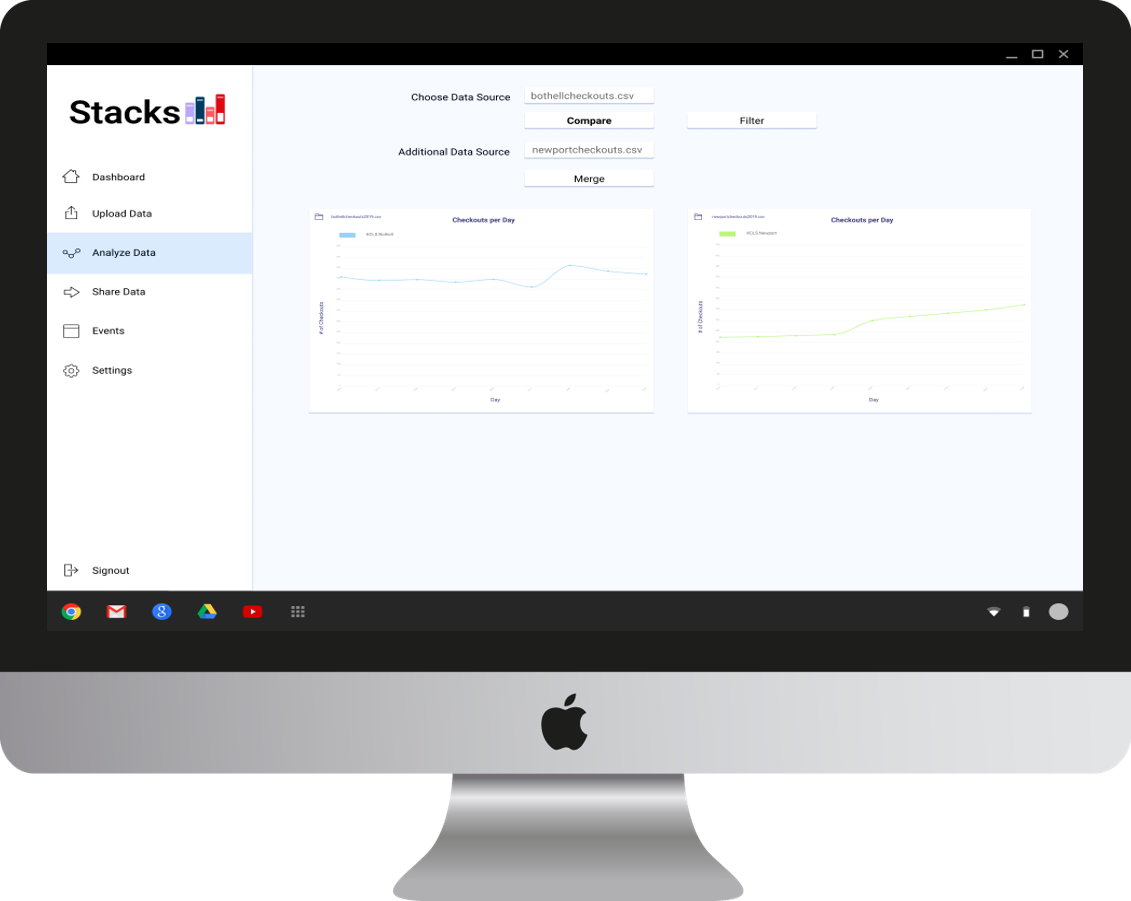 Stacks
Dashboard
Upload Data
Analyze Data
Share Data
Events
Settings
Signout
Choose Data Source
bothellcheckouts.csv
Compare
Filter
Additional Data Source
newportcheckouts.csv
Merge
bothellcheckouts2019.csv
Checkouts per Day
KCLS Bothell
# of Checkouts
Day
newportcheckouts2019.csv
Checkouts per Day
KCLS Newport
# of Checkouts
Day